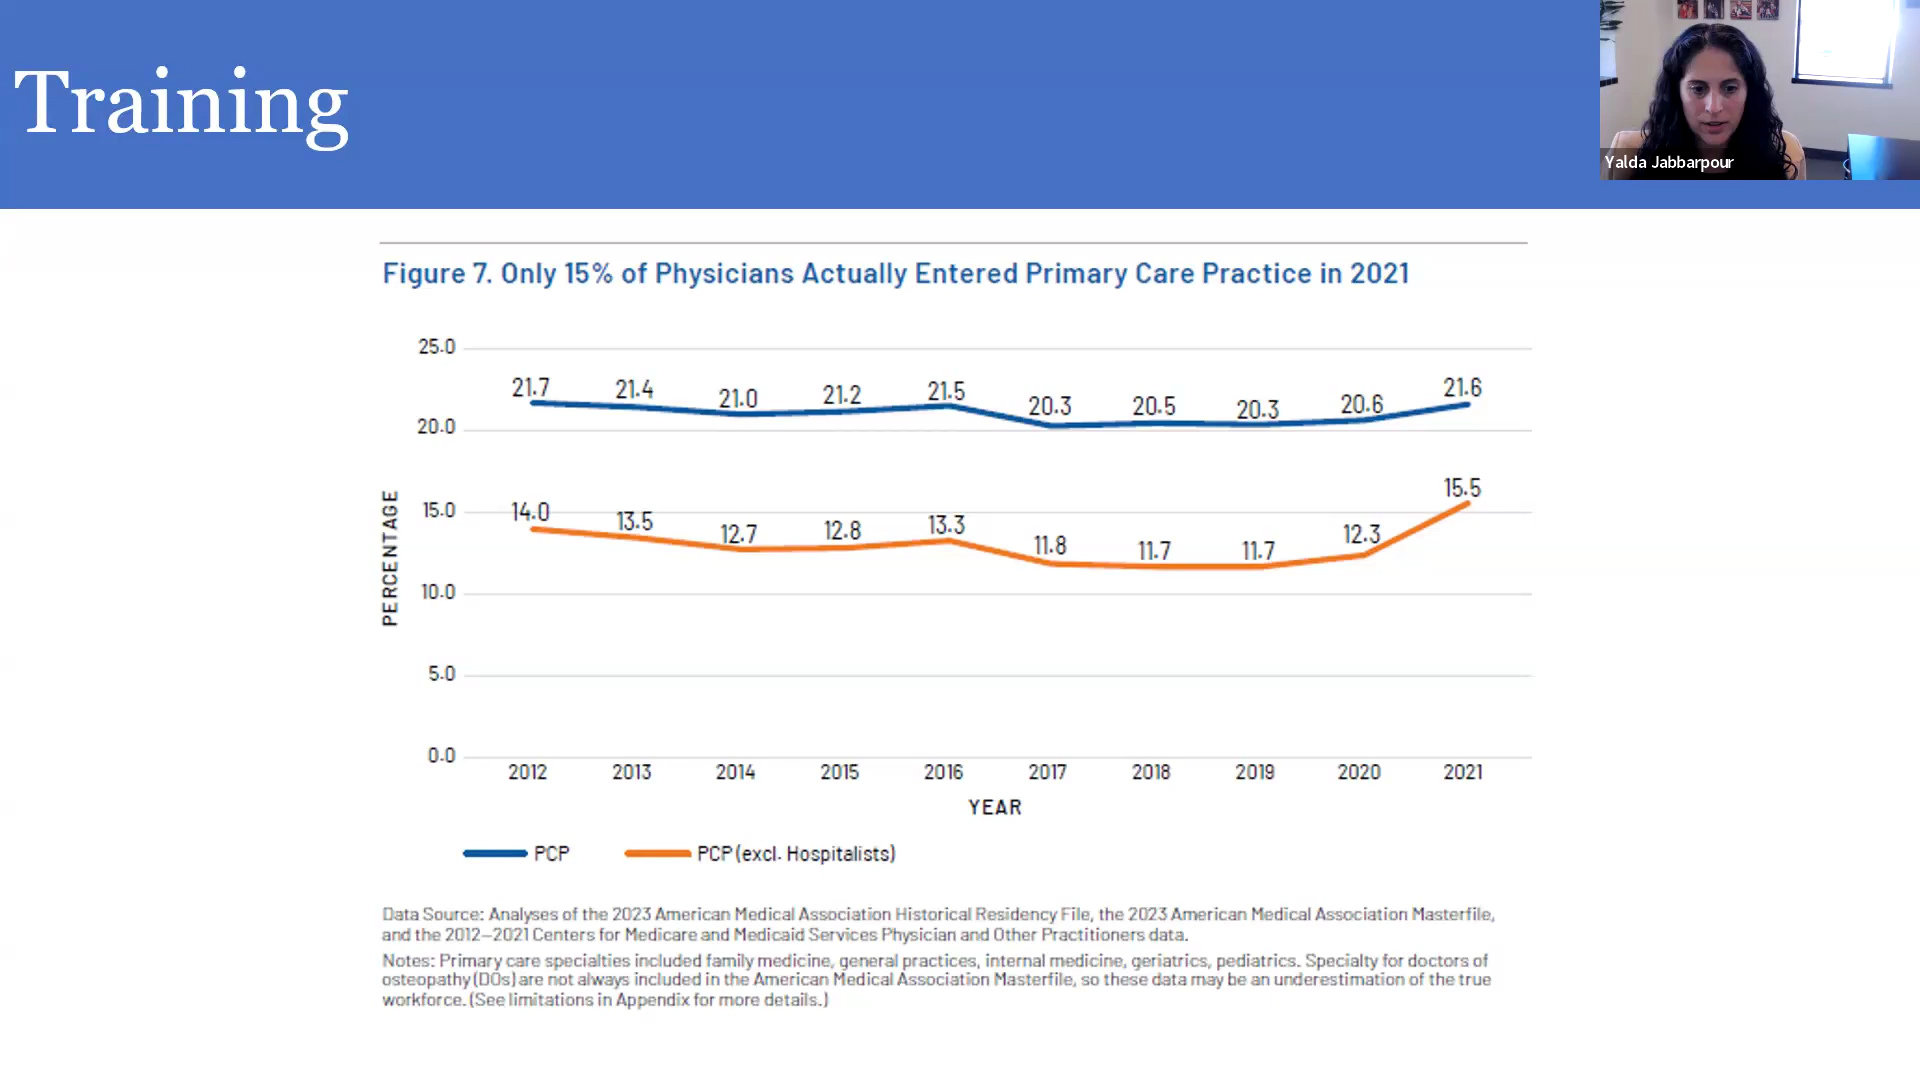 Training
Yalda Jabbarpour
Figure 7. Only 15% of Physicians Actually Entered Primary Care Practice in 2021
25.0
20.0
15.0
10.0
5.0
0.0
PERCENTAGE
21.7 21.4 21.0 21.2 21.5 20.3 20.5 20.3 20.6 21.6
14.0 13.5 12.7 12.8 13.3 11.8 11.7 11.7 12.3 15.5
2012 2013 2014 2015 2016 2017 2018 2019 2020 2021
YEAR
PCP PCP (excl. Hospitalists)
Data Source: Analyses of the 2023 American Medical Association Historical Residency File, the 2023 American Medical Association Masterfile,
and the 2012–2021 Centers for Medicare and Medicaid Services Physician and Other Practitioners data.
Notes: Primary care specialties included family medicine, general practices, internal medicine, geriatrics, pediatrics. Specialty for doctors of
osteopathy (DOs) are not always included in the American Medical Association Masterfile, so these data may be an underestimation of the true
workforce. (See limitations in Appendix for more details.)